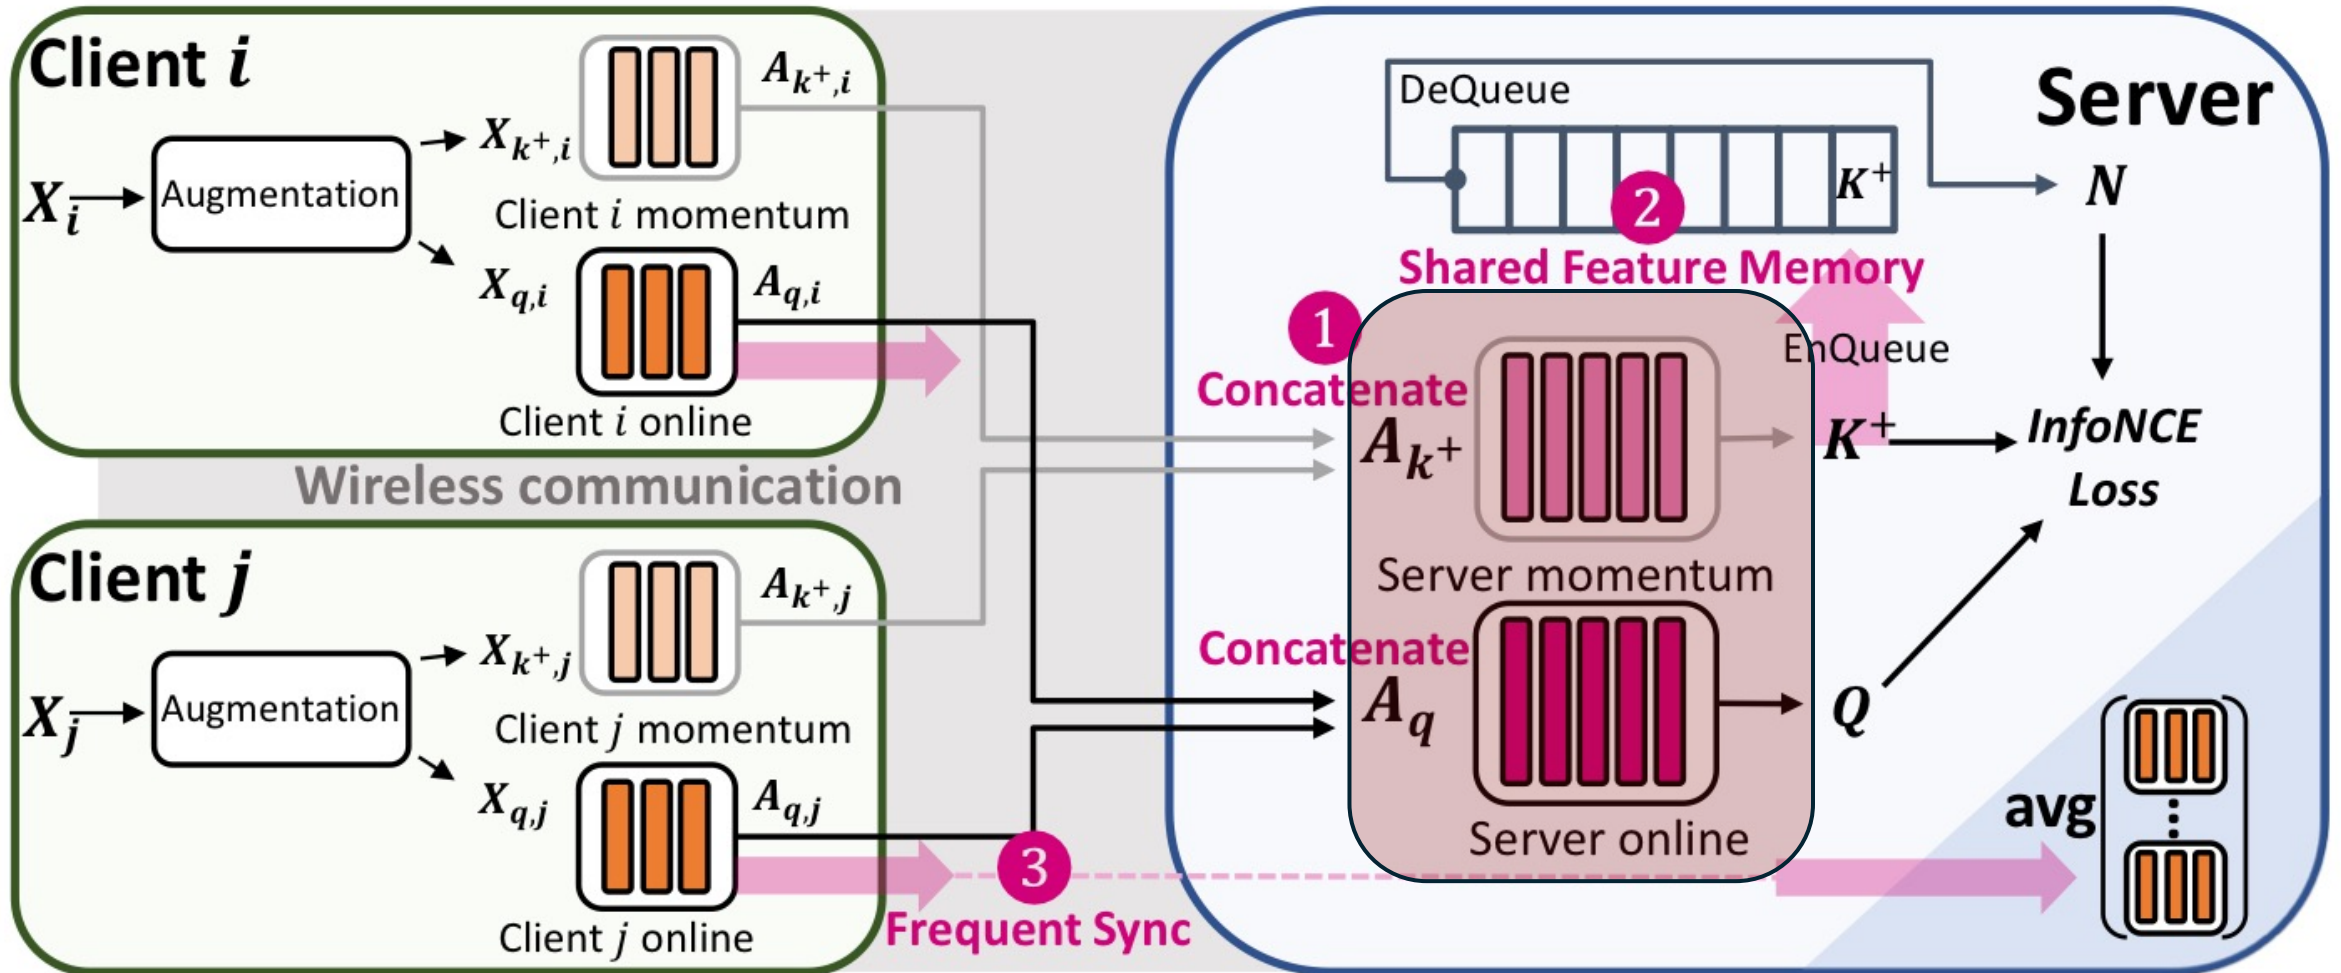 Client i
X_i
Augmentation
X_{k^+,i}
X_{q,i}
A_{k^+,i}
Client i momentum
A_{q,i}
Client i online
Wireless communication
Client j
X_j
Augmentation
X_{k^+,j}
X_{q,j}
A_{k^+,j}
Client j momentum
A_{q,j}
Client j online
3
Frequent Sync
Server
DeQueue
K^+
N
2
Shared Feature Memory
1
Concatenate
EnQueue
A_{k^+}
K^+
InfoNCE
Loss
Server momentum
Concatenate
A_q
Q
Server online
avg